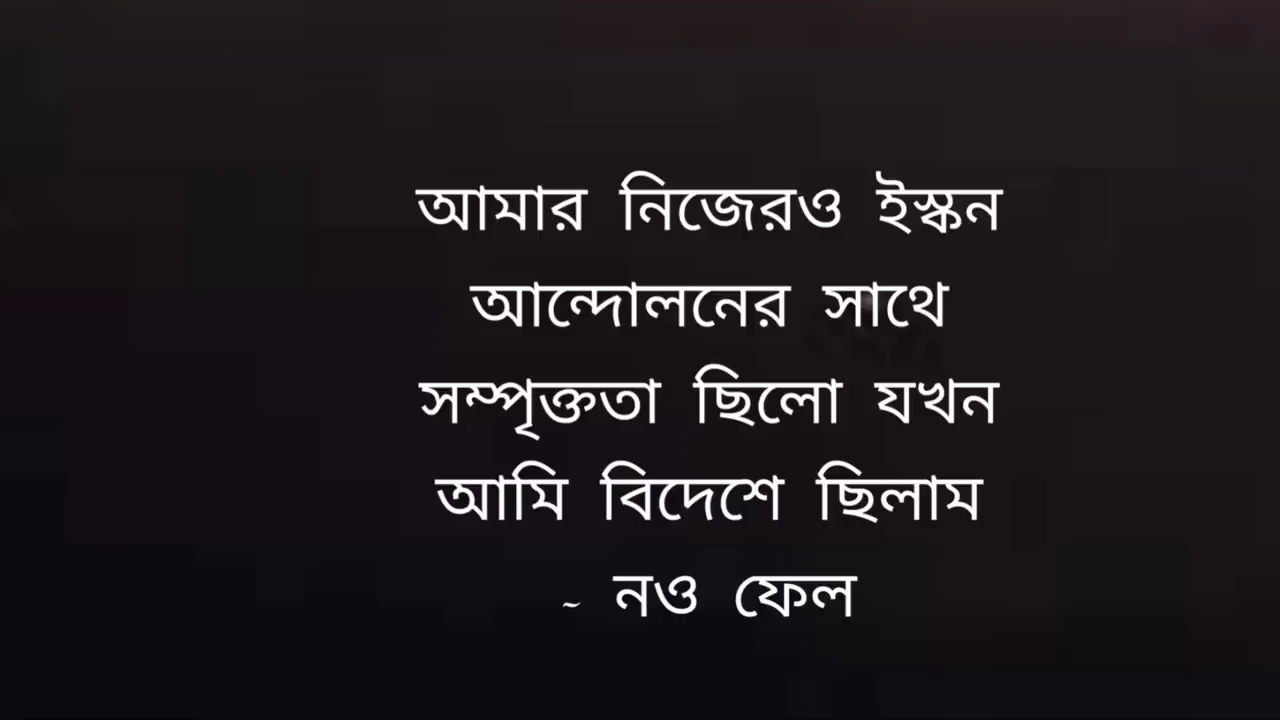 আমার নিজেরও ইস্কন
আন্দোলনের সাথে
সম্পৃক্ততা ছিলো যখন
আমি বিদেশে ছিলাম
~ নও ফেল